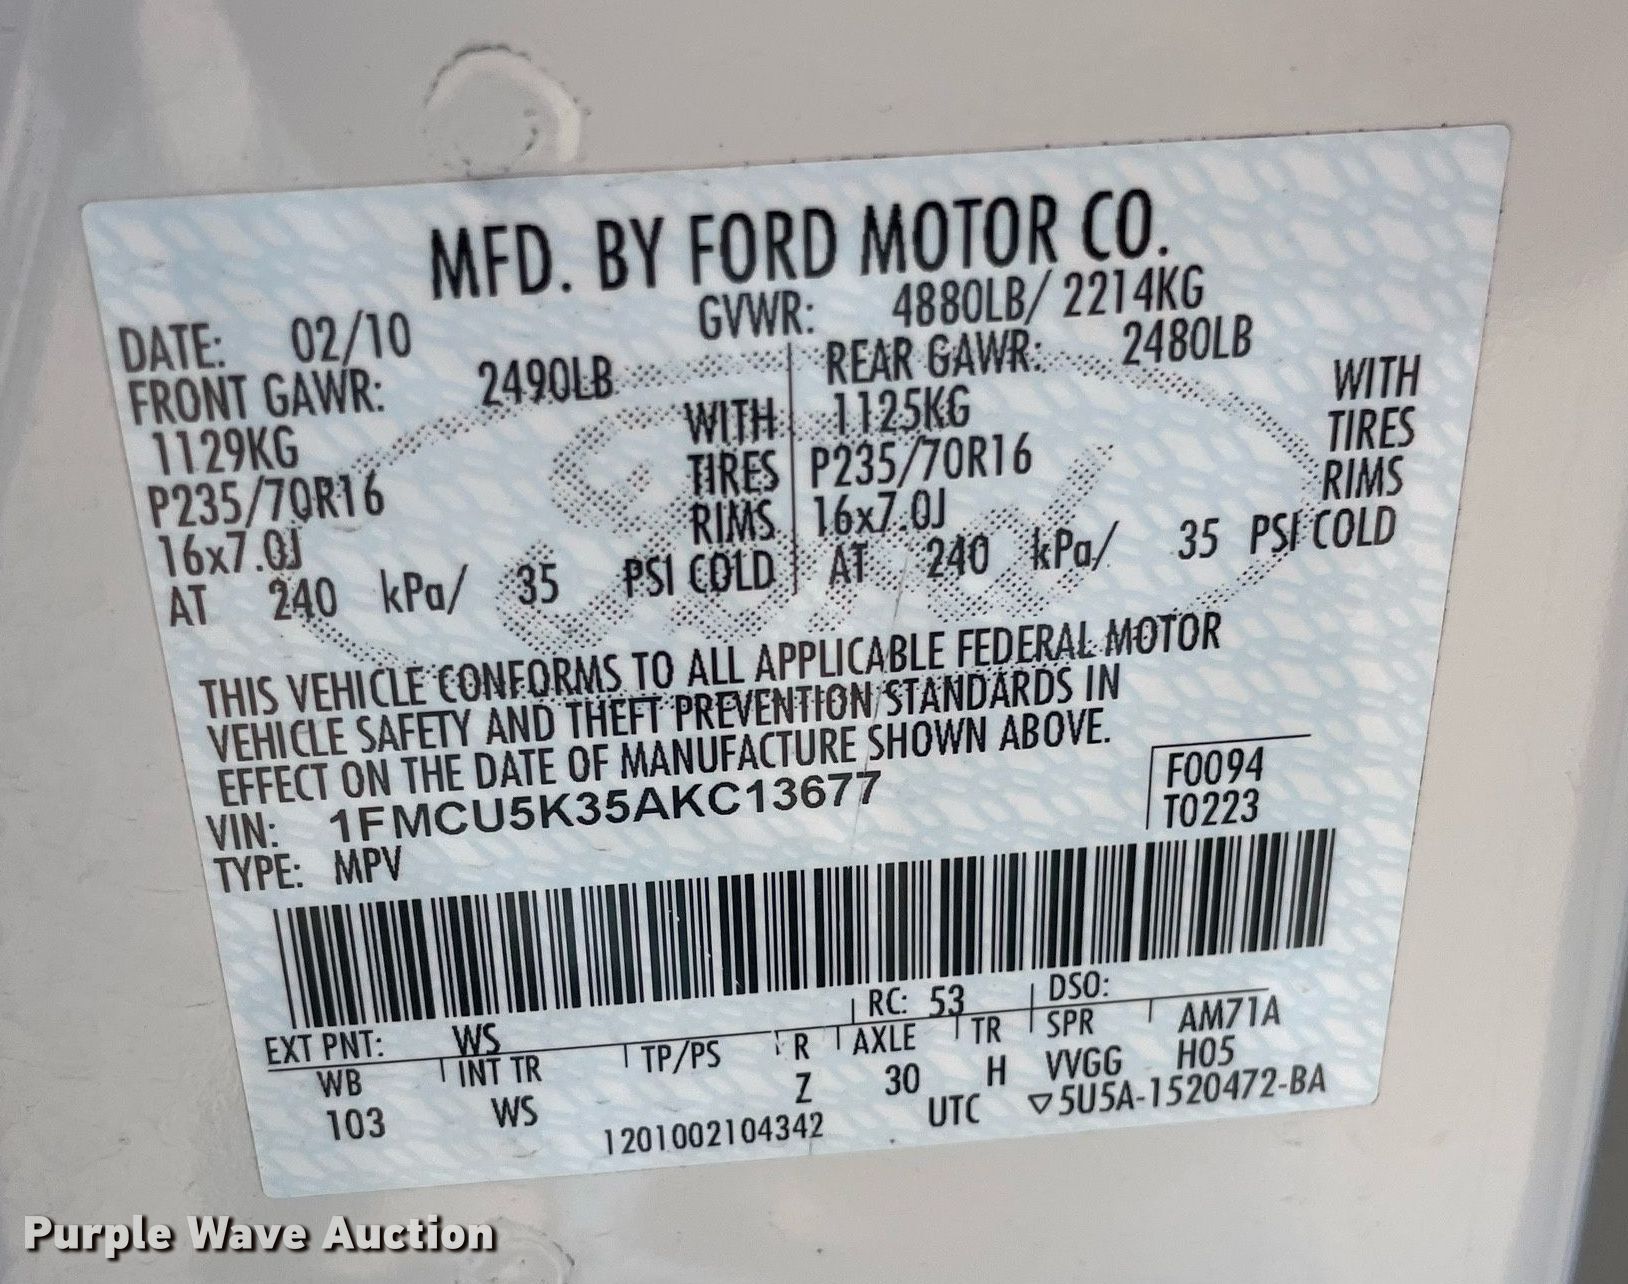 MFD. BY FORD MOTOR CO.
DATE: 02/10 GVWR: 4880LB/ 2214KG
FRONT GAWR: 2490LB REAR GAWR: 2480LB
1129KG WITH 1125KG WITH
P235/70R16 TIRES P235/70R16 TIRES
16x7.0J RIMS 16x7.0J RIMS
AT 240 kPa/ 35 PSI COLD AT 240 kPa/ 35 PSI COLD
THIS VEHICLE CONFORMS TO ALL APPLICABLE FEDERAL MOTOR
VEHICLE SAFETY AND THEFT PREVENTION STANDARDS IN
EFFECT ON THE DATE OF MANUFACTURE SHOWN ABOVE.
VIN: 1FMCU5K35AKC13677 F0094
TYPE: MPV T0223
EXT PNT: WS RC: 53 DSO:
WB INT TR TP/PS R AXLE TR SPR AM71A
103 WS Z 30 H VVGG H05
1201002104342 UTC ▽5U5A-1520472-BA
Purple Wave Auction